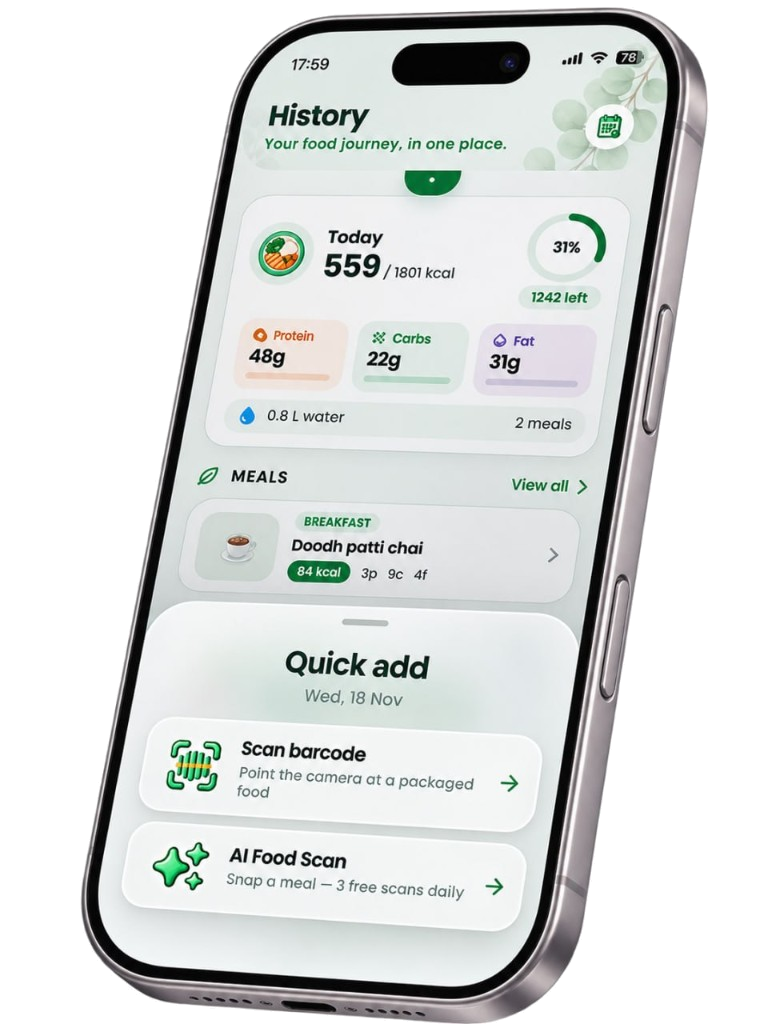 17:59
78
History
Your food journey, in one place.
Today
559 / 1801 kcal
31%
1242 left
Protein
48g
Carbs
22g
Fat
31g
0.8 L water
2 meals
MEALS
View all
BREAKFAST
Doodh patti chai
84 kcal 3p 9c 4f
Quick add
Wed, 18 Nov
Scan barcode
Point the camera at a packaged
food
AI Food Scan
Snap a meal — 3 free scans daily